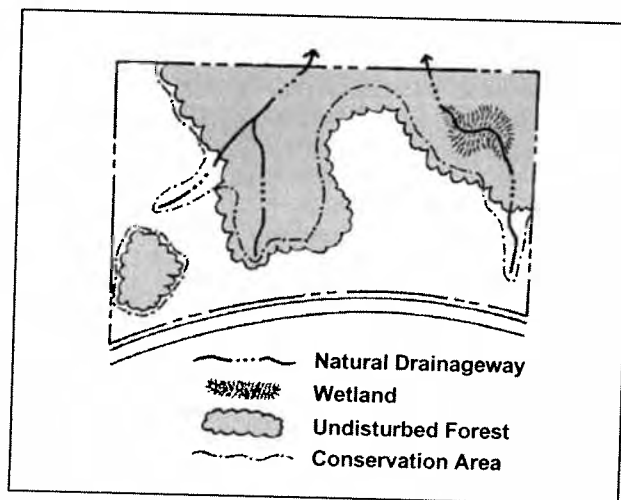 Natural Drainageway
Wetland
Undisturbed Forest
Conservation Area